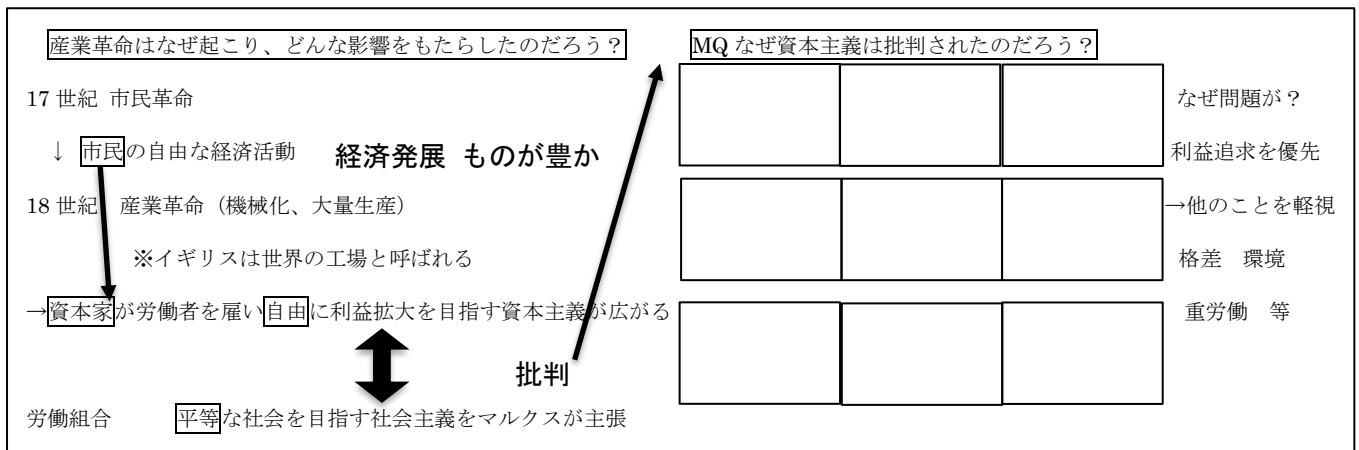 産業革命はなぜ起こり、どんな影響をもたらしたのだろう？
17世紀 市民革命
↓ 市民の自由な経済活動 経済発展 ものが豊か
18世紀 産業革命（機械化、大量生産）
※イギリスは世界の工場と呼ばれる
→資本家が労働者を雇い自由に利益拡大を目指す資本主義が広がる
批判
労働組合 平等な社会を目指す社会主義をマルクスが主張
MQなぜ資本主義は批判されたのだろう？
なぜ問題が？
利益追求を優先
→他のことを軽視
格差 環境
重労働 等